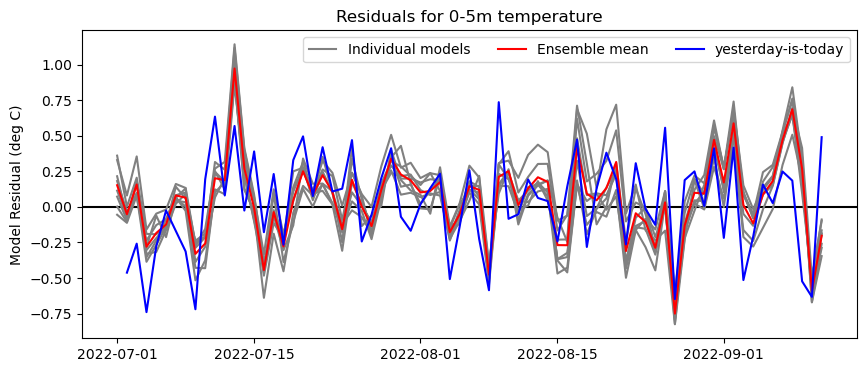 Residuals for 0-5m temperature
Individual models
Ensemble mean
yesterday-is-today
Model Residual (deg C)
1.00
0.75
0.50
0.25
0.00
−0.25
−0.50
−0.75
2022-07-01
2022-07-15
2022-08-01
2022-08-15
2022-09-01